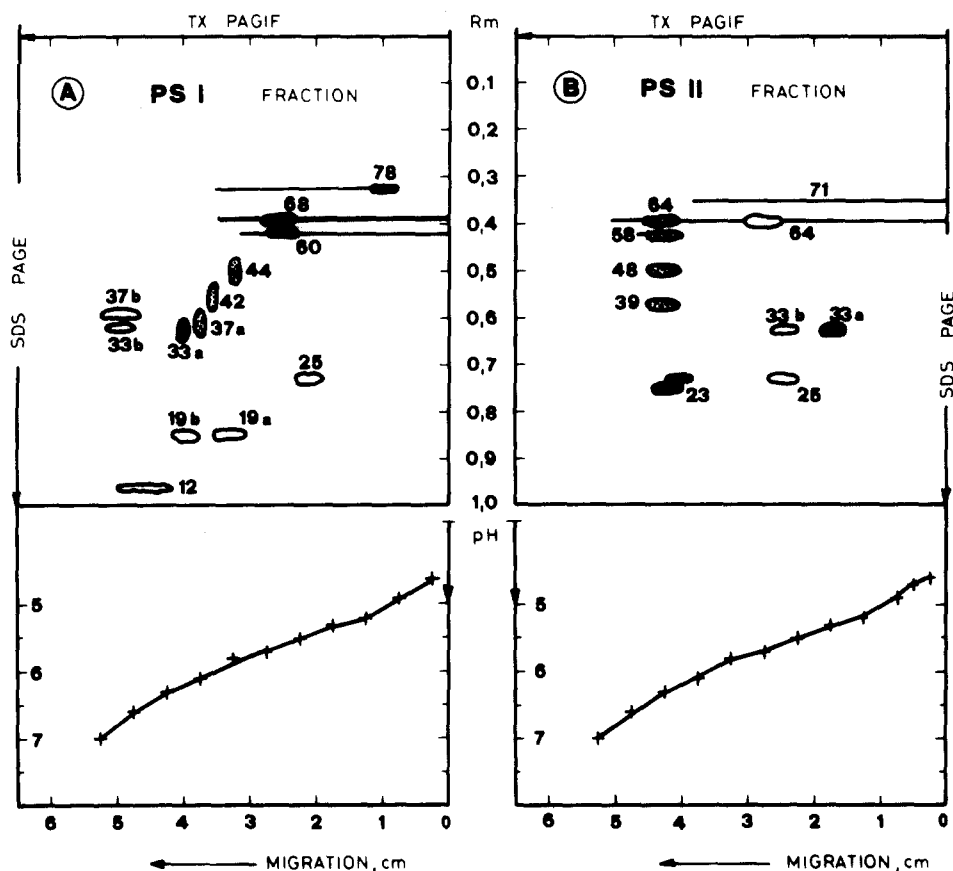 TX PAGIF Rm TX PAGIF
A PS I FRACTION B PS II FRACTION
0,1
0,2
0,3
0,4
0,5
0,6
0,7
0,8
0,9
1,0
78
68
60
44
42
37b
37a
33b
33a
25
19b 19a
12
71
64
64
58
48
39
33b 33a
23 25
SDS PAGE
SDS PAGE
pH
5
6
7
5
6
7
6 5 4 3 2 1 0
6 5 4 3 2 1 0
MIGRATION, cm
MIGRATION, cm